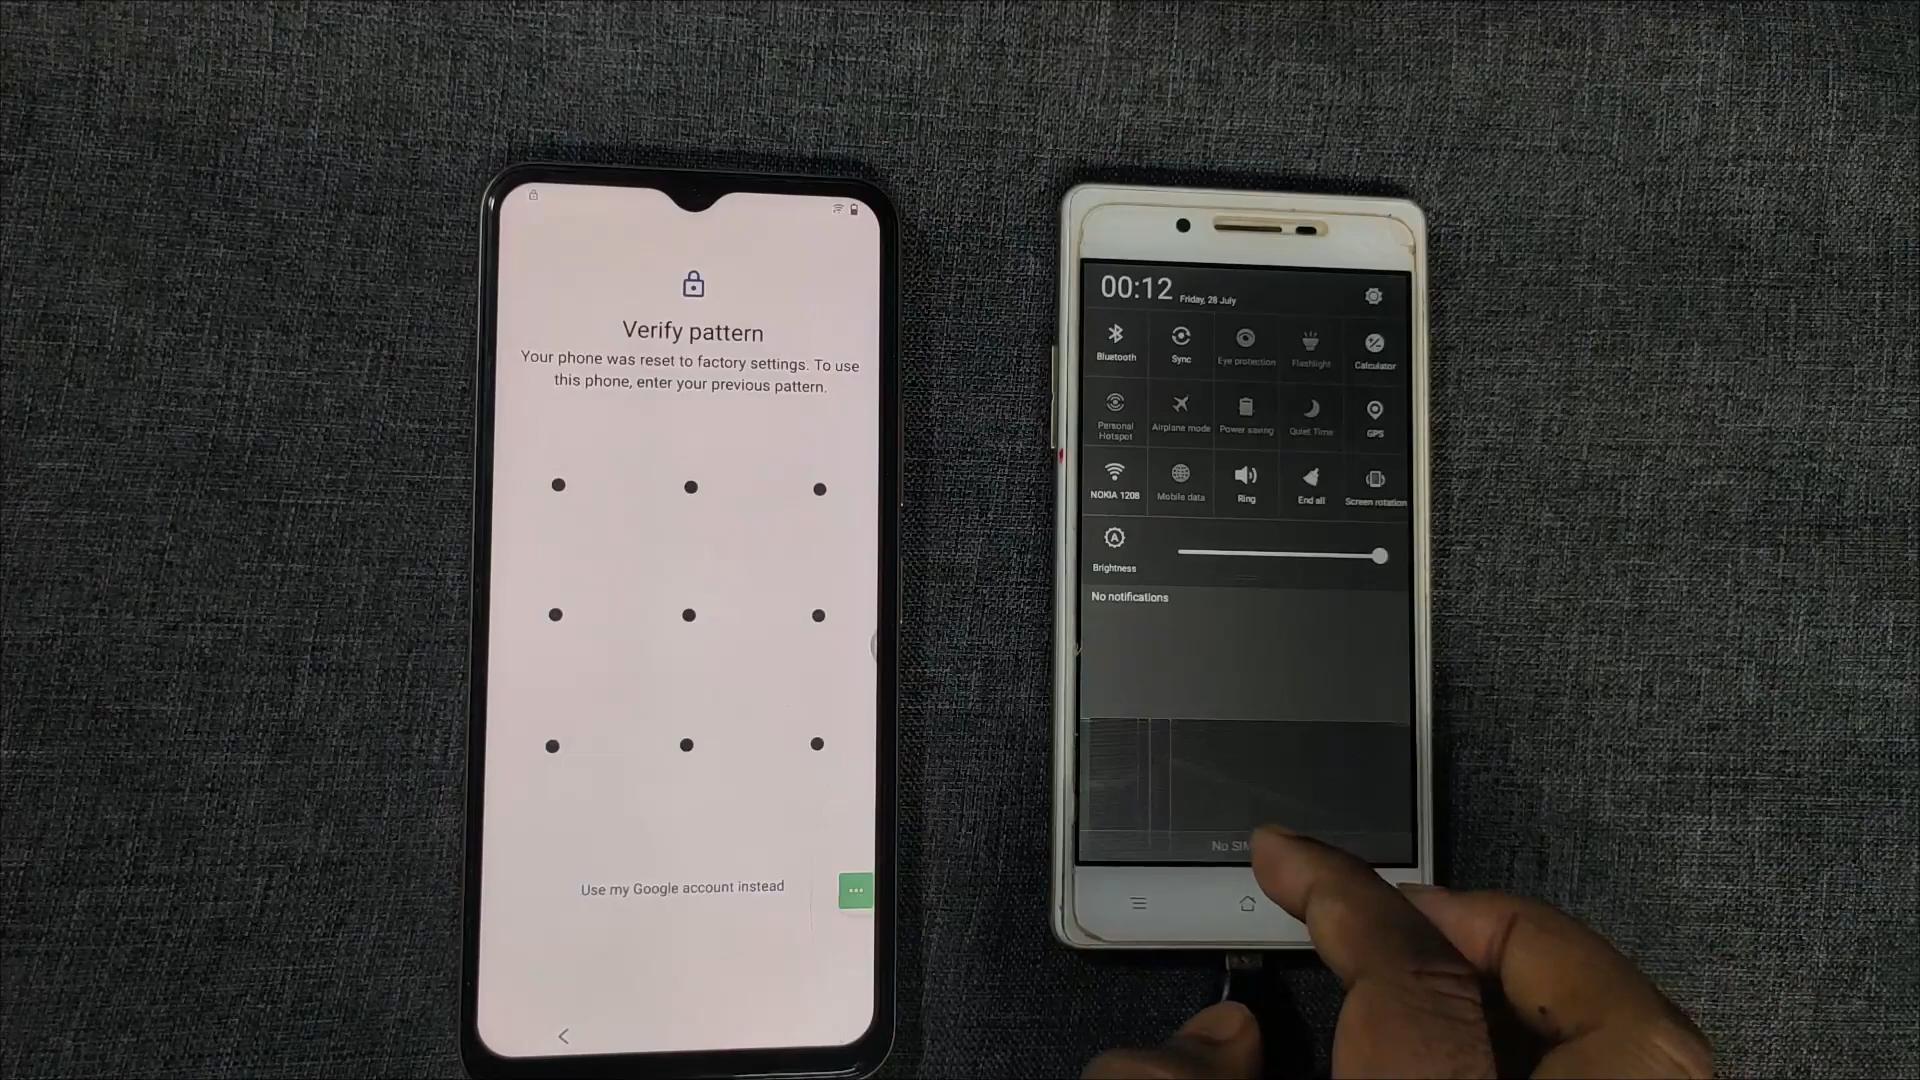 Verify pattern
Your phone was reset to factory settings. To use
this phone, enter your previous pattern.
Use my Google account instead
00:12 Friday, 28 July
Bluetooth Sync Eye protection Flashlight Calculator
Personal Hotspot Airplane mode Power saving Quiet Time GPS
NOKIA 1208 Mobile data Ring End all Screen rotation
A
Brightness
No notifications
No SIM